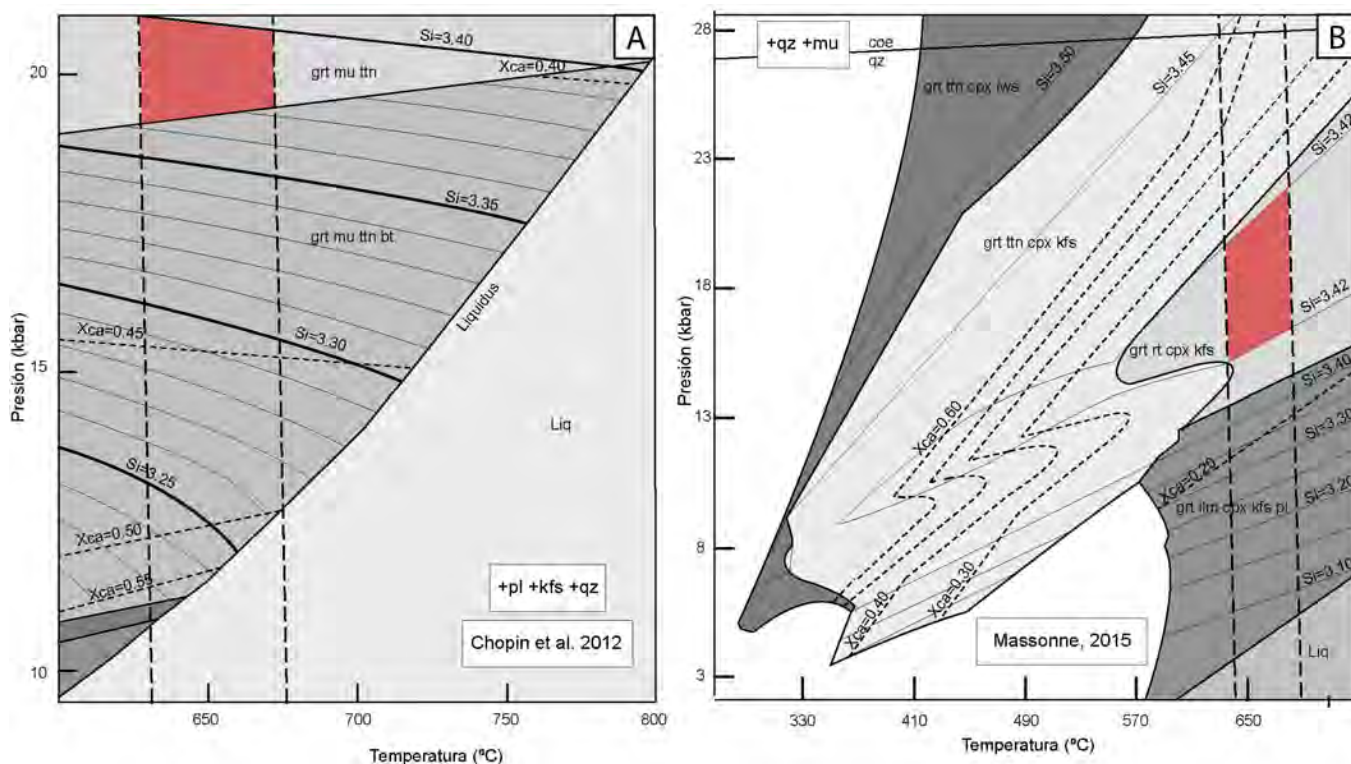 A
Si=3.40
Xca=0.40
grt mu ttn
20
Si=3.35
grt mu ttn bt
Liquidus
Si=3.30
Xca=0.45
15
Liq
Si=3.25
Xca=0.50
Xca=0.55
+pl +kfs +qz
Chopin et al. 2012
10
650
700
750
800
Presión (kbar)
Temperatura (ºC)
B
28
+qz +mu
coe
qz
Si=3.50
Si=3.45
grt ttn cpx lws
23
Si=3.42
grt ttn cpx kfs
18
Si=3.42
grt rt cpx kfs
Si=3.40
13
Xca=0.60
Si=3.30
Xca=0.20
Si=3.20
grt ilm cpx kfs pl
8
Si=3.10
Xca=0.30
Xca=0.40
Massonne, 2015
Liq
3
330
410
490
570
650
Presión (kbar)
Temperatura (ºC)